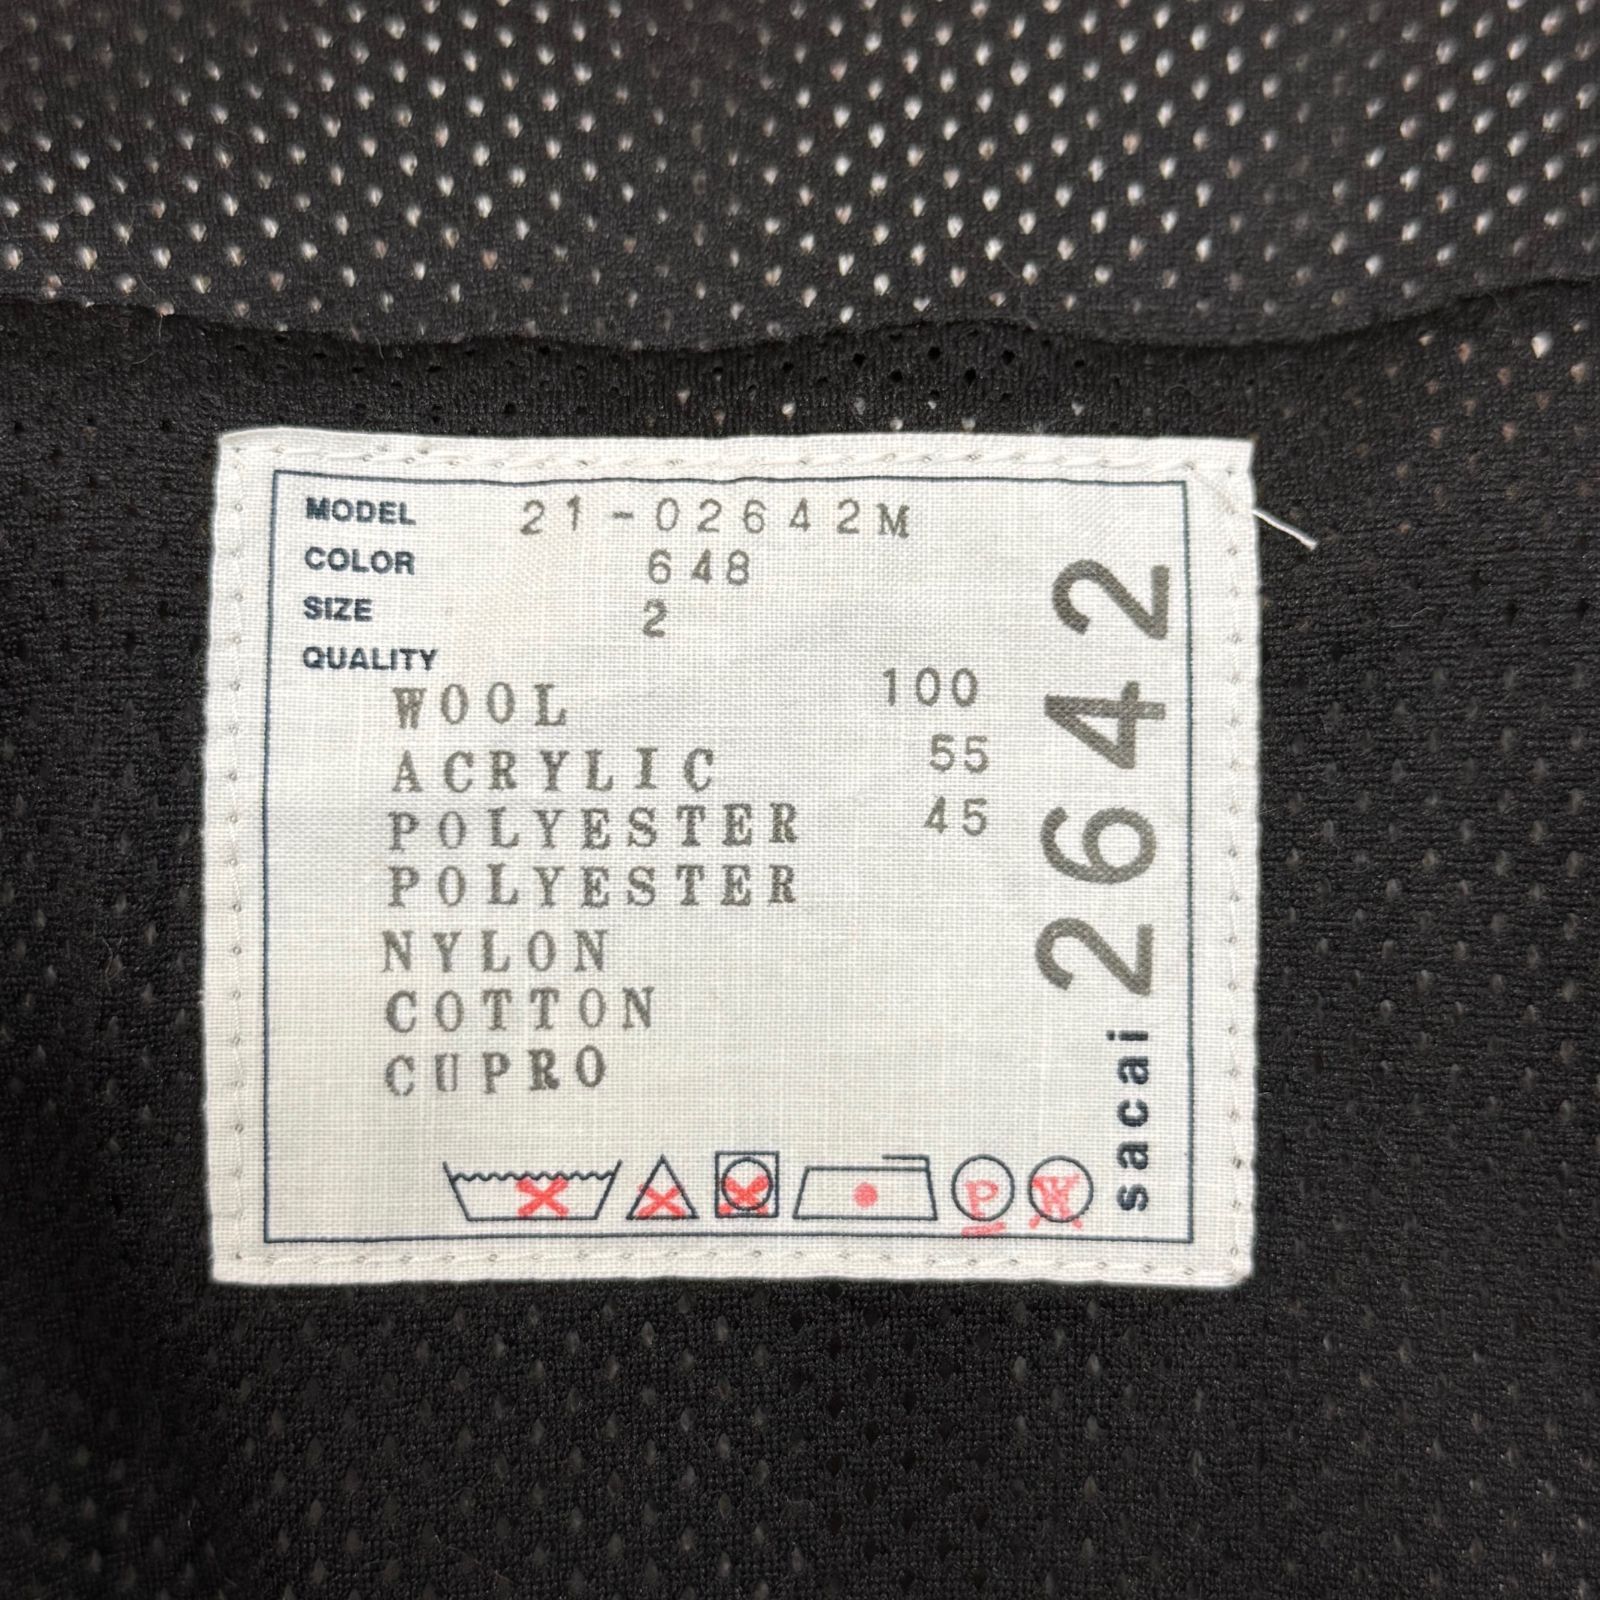 MODEL 21-02642M
COLOR 648
SIZE 2
QUALITY
WOOL 100
ACRYLIC 55
POLYESTER 45
POLYESTER
NYLON
COTTON
CUPRO
P W
sacai 2642